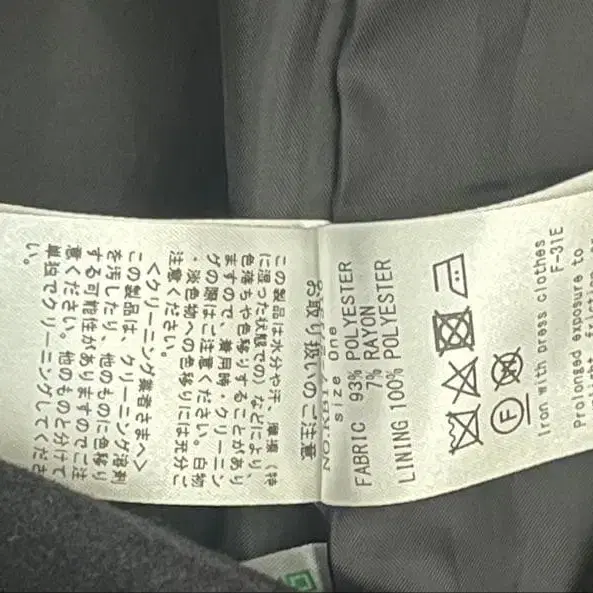 お取り扱いのご注意
この製品は水分や汗、摩擦（特
に湿った状態での）などにより、
色落ちや色移りすることがあり
ますので、着用時・クリーニン
グの際はご注意ください。白物
・淡色物への色移りには充分ご
注意ください。
＜クリーニング業者さまへ＞
この製品は、クリーニング溶剤
を汚したり、他のものに色移り
する可能性がありますのでご注
意ください。他のものと分けて、
単独でクリーニングしてくださ
い。
size One
FABRIC 93% POLYESTER
7% RAYON
LINING 100% POLYESTER
F
Iron with press clothes
F-31E
Prolonged exposure to